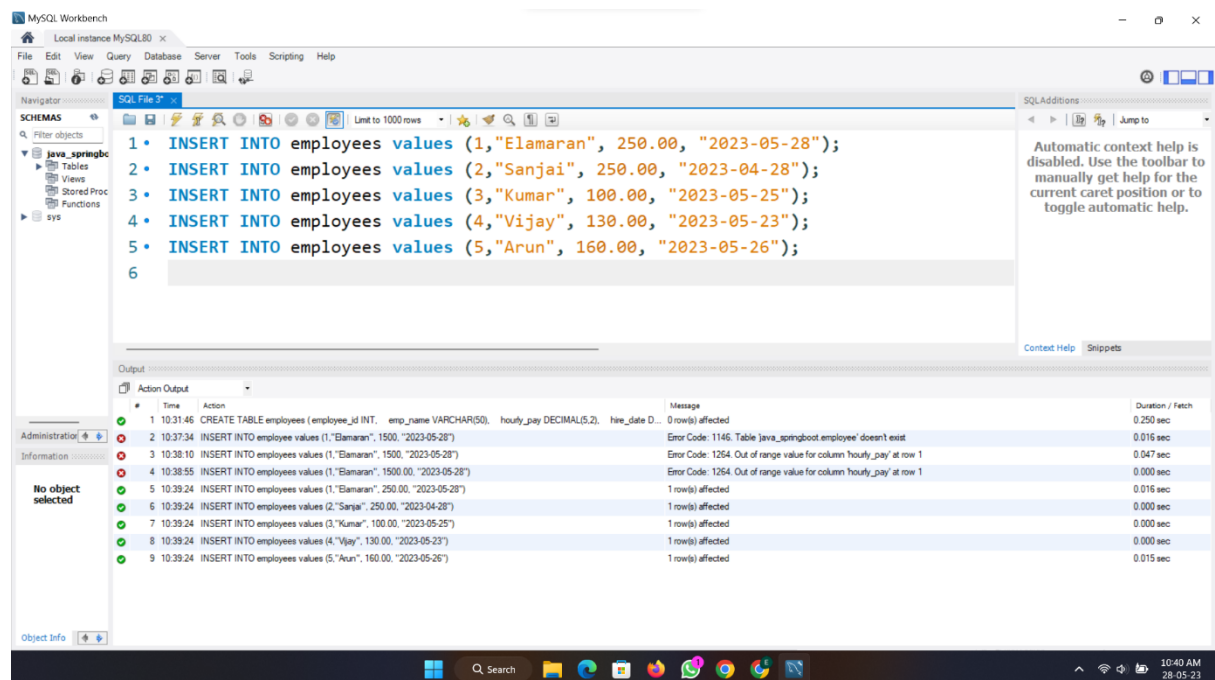 MySQL Workbench
Local instance MySQL80
File Edit View Query Database Server Tools Scripting Help
Navigator
SQL File 3*
SQLAdditions
SCHEMAS
Limit to 1000 rows
Jump to
Filter objects
java_springbo
Tables
Views
Stored Proc
Functions
sys
1 INSERT INTO employees values (1,"Elamaran", 250.00, "2023-05-28");
2 INSERT INTO employees values (2,"Sanjai", 250.00, "2023-04-28");
3 INSERT INTO employees values (3,"Kumar", 100.00, "2023-05-25");
4 INSERT INTO employees values (4,"Vijay", 130.00, "2023-05-23");
5 INSERT INTO employees values (5,"Arun", 160.00, "2023-05-26");
6
Automatic context help is
disabled. Use the toolbar to
manually get help for the
current caret position or to
toggle automatic help.
Context Help Snippets
Output
Action Output
# Time Action Message Duration / Fetch
1 10:31:46 CREATE TABLE employees ( employee_id INT, emp_name VARCHAR(50), hourly_pay DECIMAL(5,2), hire_date D... 0 row(s) affected 0.250 sec
2 10:37:34 INSERT INTO employee values (1,"Elamaran", 1500, "2023-05-28") Error Code: 1146. Table 'java_springboot.employee' doesn't exist 0.016 sec
3 10:38:10 INSERT INTO employees values (1,"Elamaran", 1500, "2023-05-28") Error Code: 1264. Out of range value for column 'hourly_pay' at row 1 0.047 sec
4 10:38:55 INSERT INTO employees values (1,"Elamaran", 1500.00, "2023-05-28") Error Code: 1264. Out of range value for column 'hourly_pay' at row 1 0.000 sec
5 10:39:24 INSERT INTO employees values (1,"Elamaran", 250.00, "2023-05-28") 1 row(s) affected 0.016 sec
6 10:39:24 INSERT INTO employees values (2,"Sanjai", 250.00, "2023-04-28") 1 row(s) affected 0.000 sec
7 10:39:24 INSERT INTO employees values (3,"Kumar", 100.00, "2023-05-25") 1 row(s) affected 0.000 sec
8 10:39:24 INSERT INTO employees values (4,"Vijay", 130.00, "2023-05-23") 1 row(s) affected 0.000 sec
9 10:39:24 INSERT INTO employees values (5,"Arun", 160.00, "2023-05-26") 1 row(s) affected 0.015 sec
Administration
Information
No object
selected
Object Info
Search
10:40 AM
28-05-23